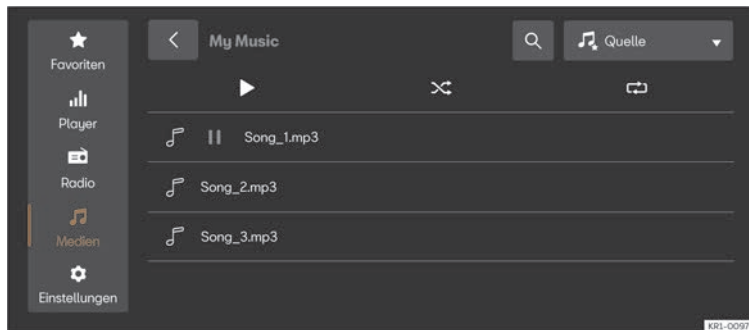 Favoriten
Player
Radio
Medien
Einstellungen
My Music
Quelle
Song_1.mp3
Song_2.mp3
Song_3.mp3
KR1-0097